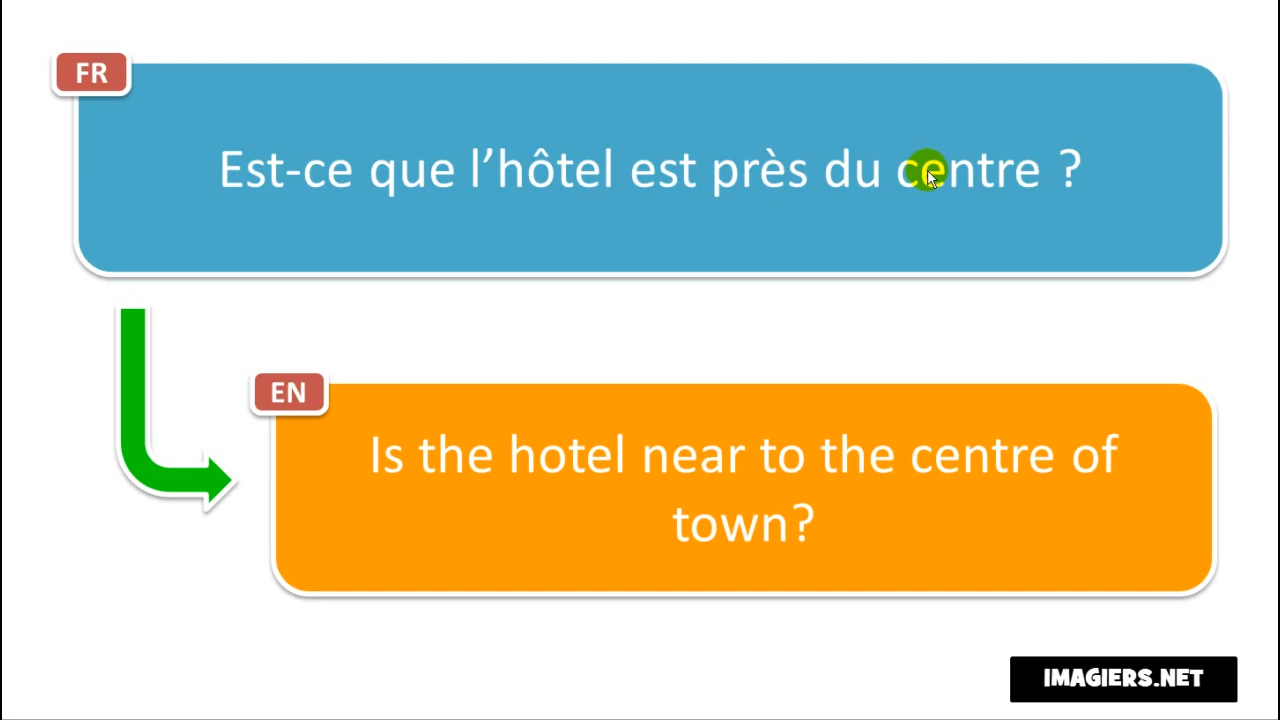 FR
Est-ce que l’hôtel est près du centre ?
EN
Is the hotel near to the centre of
town?
IMAGIERS.NET